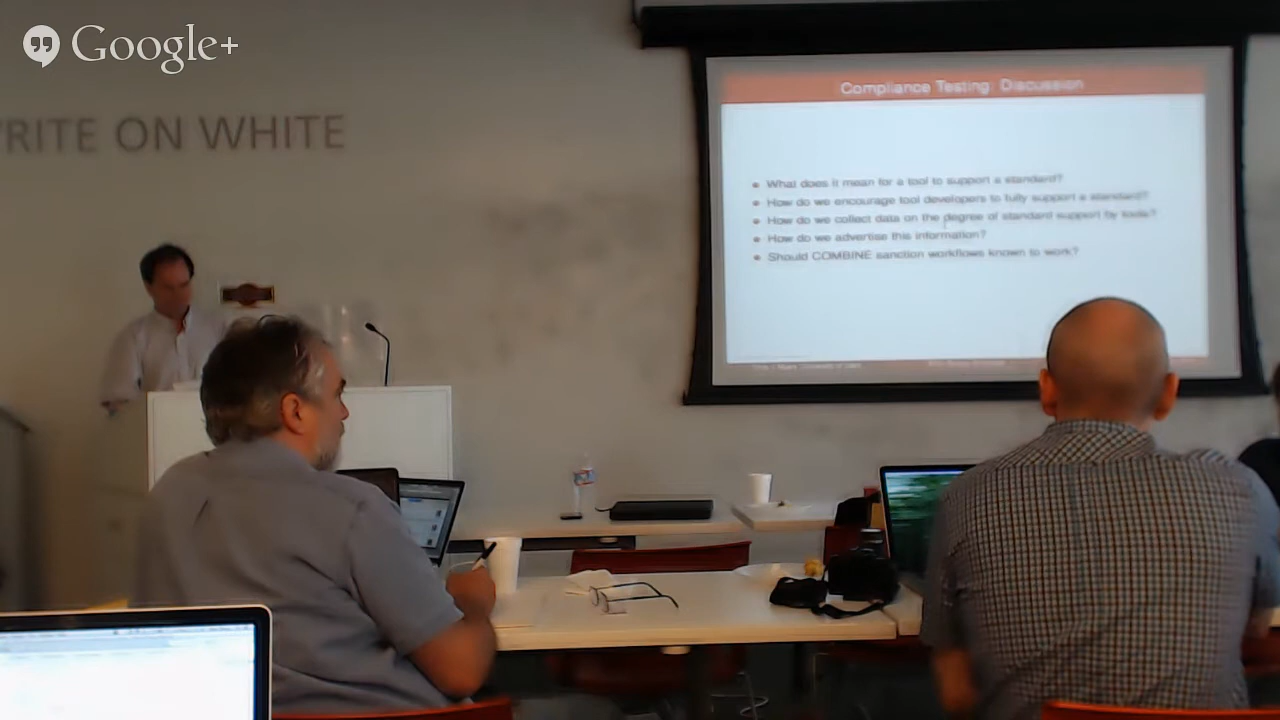 Google+
RITE ON WHITE
Compliance Testing: Discussion
What does it mean for a tool to support a standard?
How do we encourage tool developers to fully support a standard?
How do we collect data on the degree of standard support by tools?
How do we advertise this information?
Should COMBINE sanction workflows known to work?